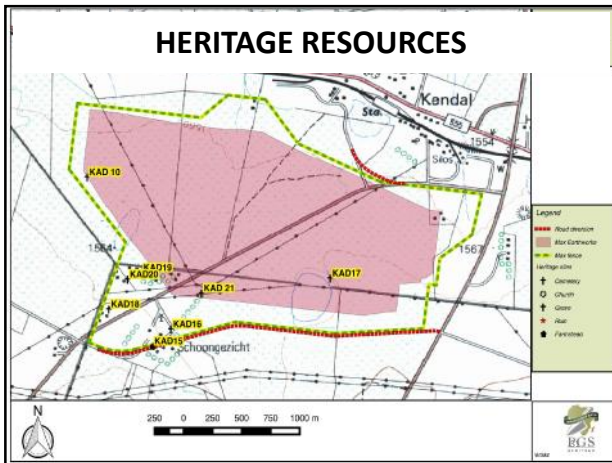 HERITAGE RESOURCES
Kendal
Sta.
555
1554
Silos
KAD 10
1567
1564
KAD19
KAD20
KAD17
KAD 21
KAD18
KAD16
KAD15
Schoongezicht
Legend
Road diversion
Max Earthworks
Max fence
Heritage sites
Cemetery
Church
Grave
Ruin
Farmstead
N
250 0 250 500 750 1000 m
PGS
HERITAGE